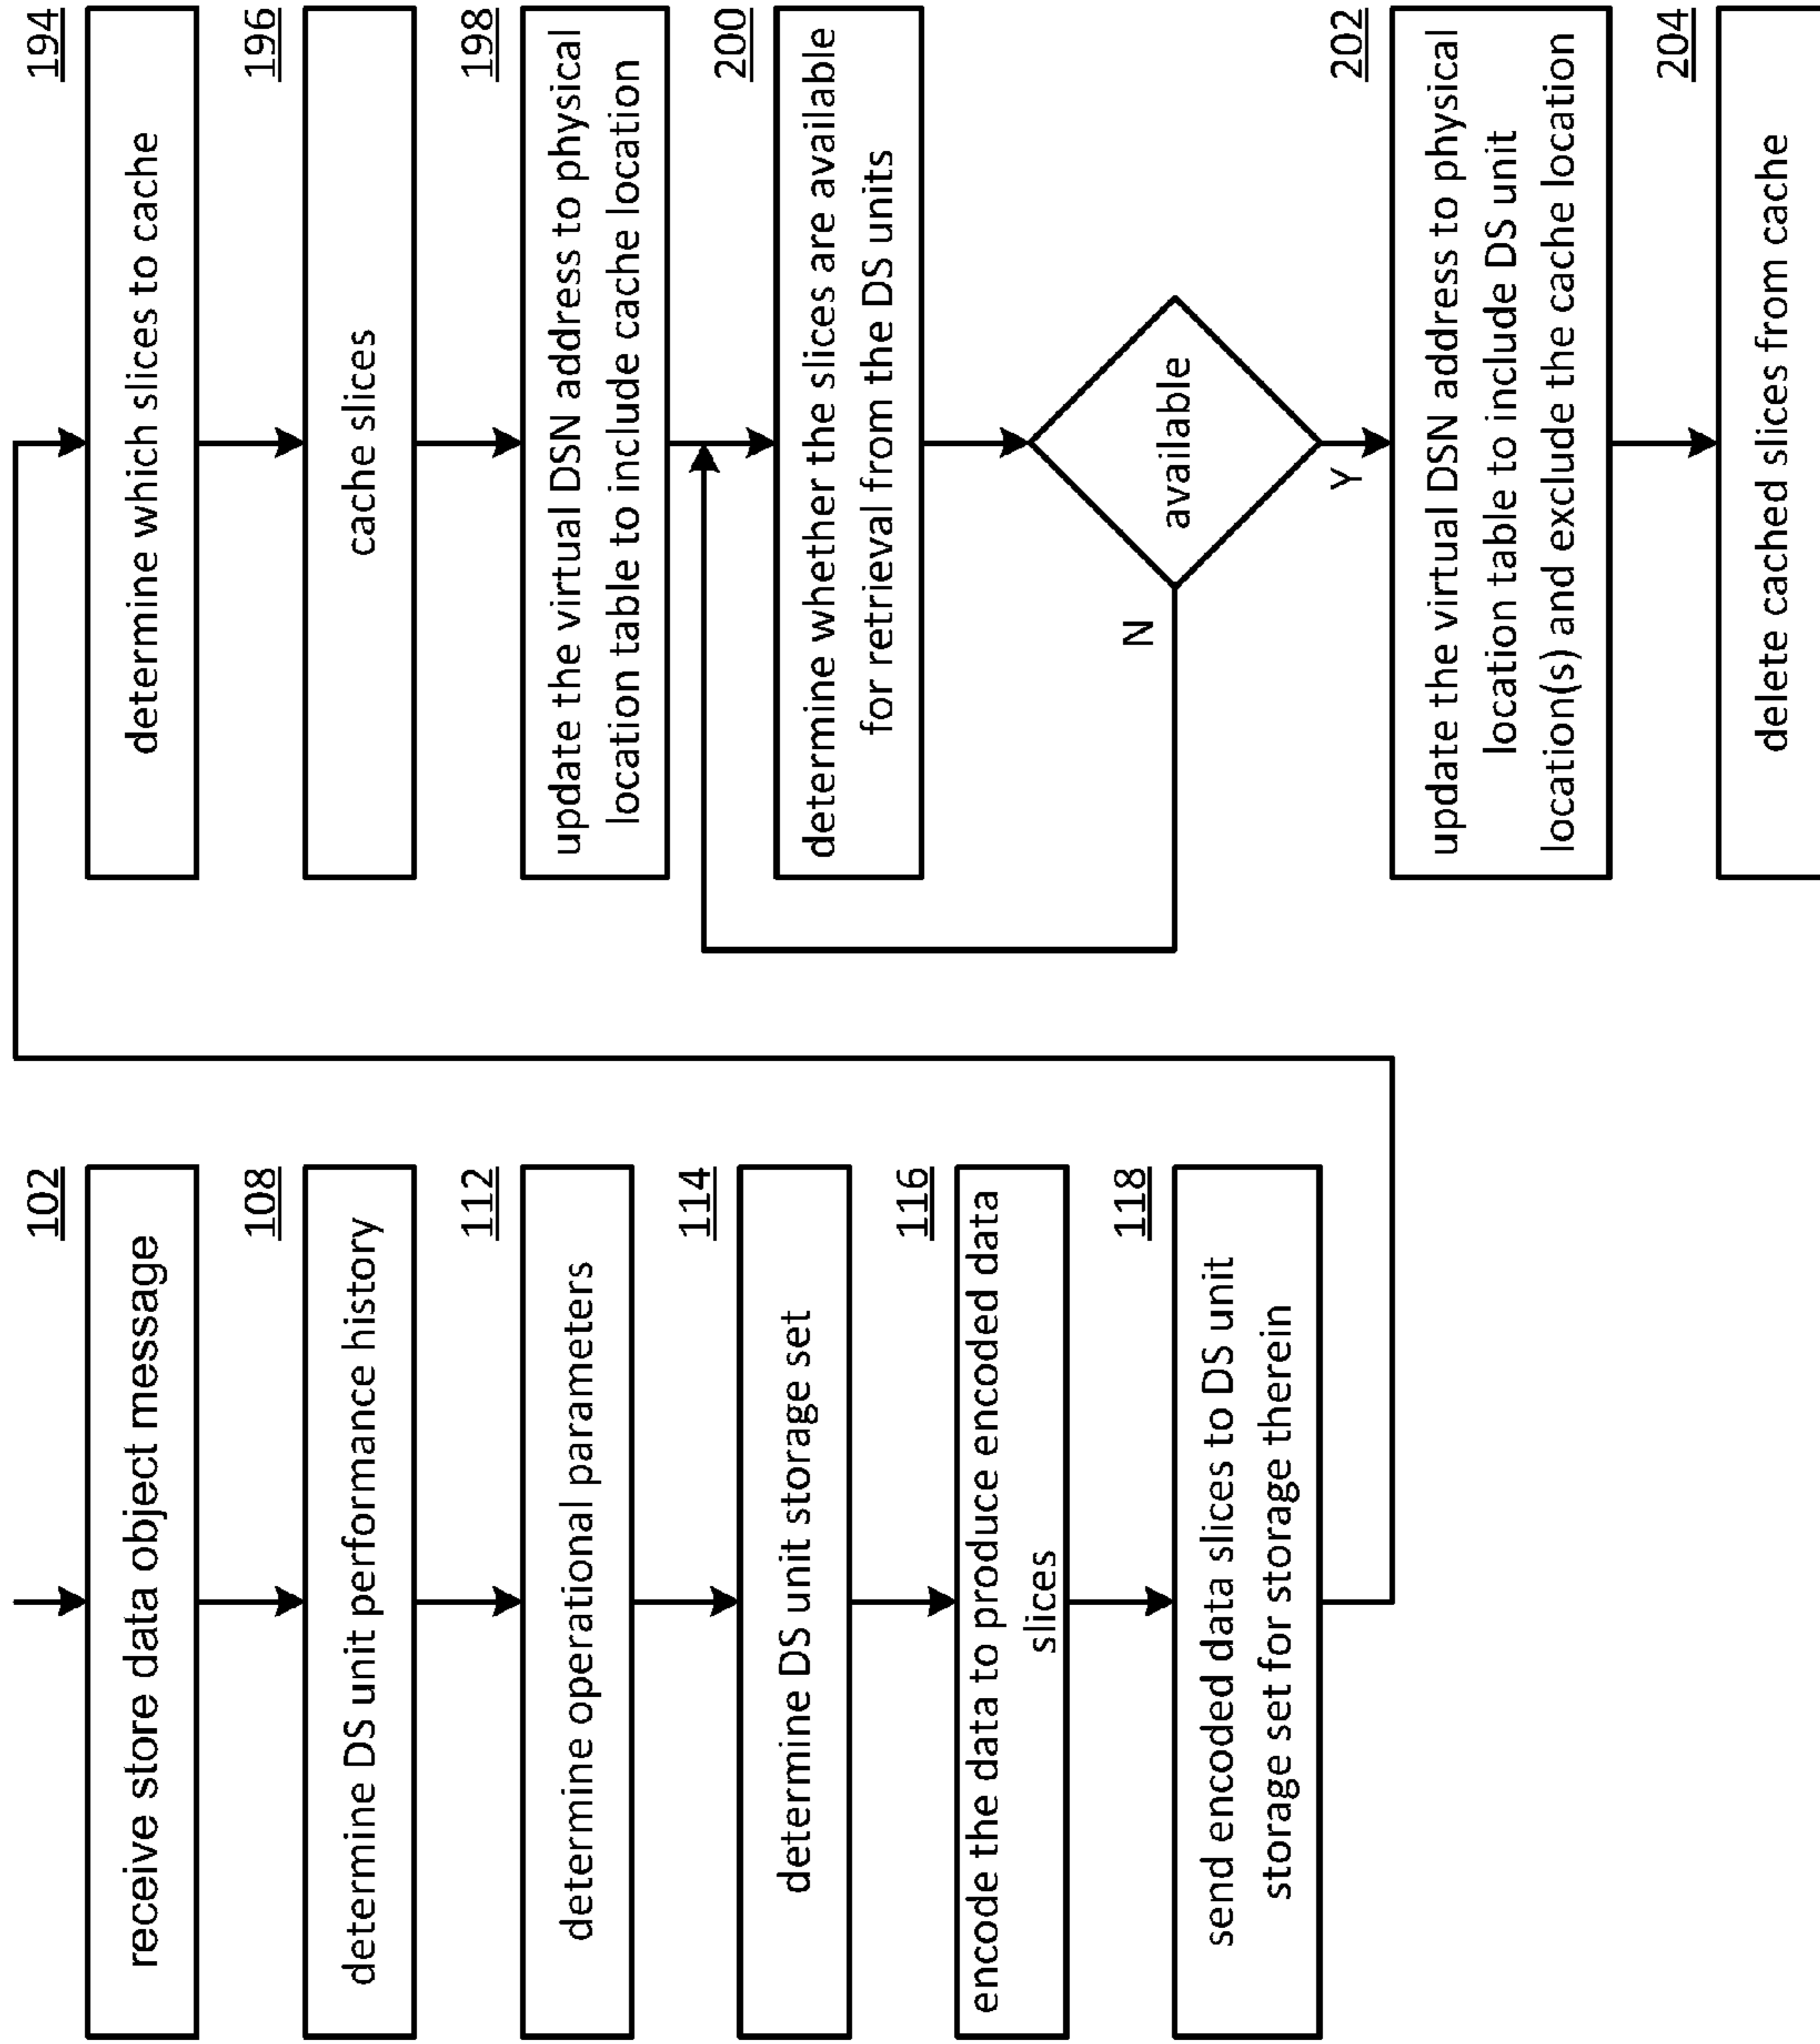 102
receive store data object message
108
determine DS unit performance history
112
determine operational parameters
114
determine DS unit storage set
116
encode the data to produce encoded data
slices
118
send encoded data slices to DS unit
storage set for storage therein
194
determine which slices to cache
196
cache slices
198
update the virtual DSN address to physical
location table to include cache location
200
determine whether the slices are available
for retrieval from the DS units
available
N
Y
202
update the virtual DSN address to physical
location table to include DS unit
location(s) and exclude the cache location
204
delete cached slices from cache